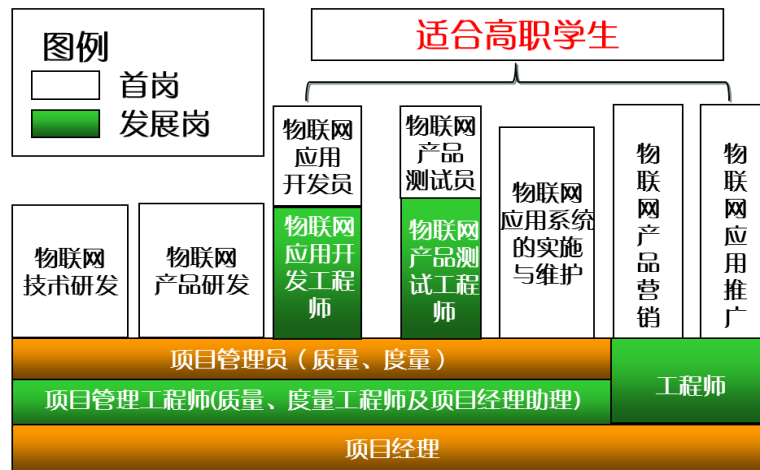 图例
首岗
发展岗
适合高职学生
物联网
技术研发
物联网
产品研发
物联网
应用
开发员
物联网
应用开
发工程
师
物联网
产品
测试员
物联网
产品测
试工程
师
物联网
应用系统
的实施
与维护
物联网产品营销
物联网应用推广
项目管理员（质量、度量）
项目管理工程师(质量、度量工程师及项目经理助理)
工程师
项目经理